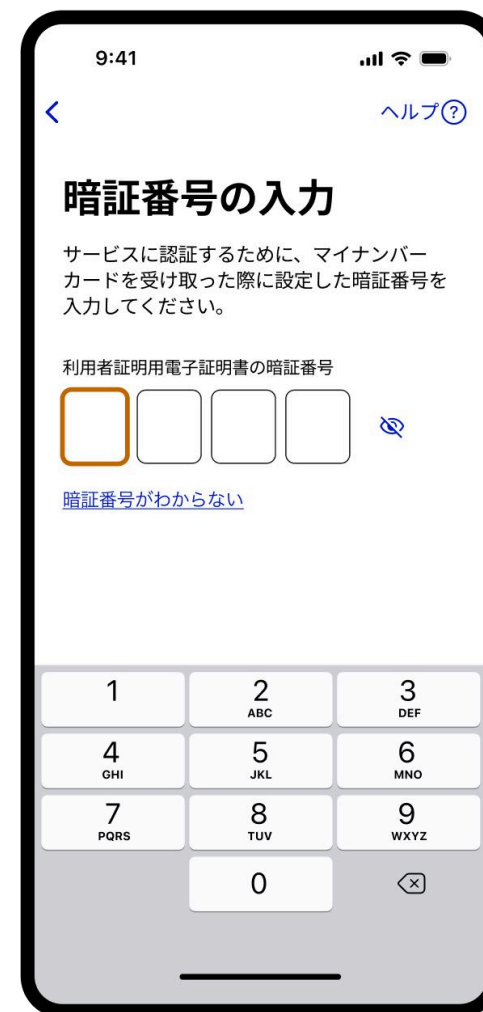 9:41
ヘルプ?
暗証番号の入力
サービスに認証するために、マイナンバー
カードを受け取った際に設定した暗証番号を
入力してください。
利用者証明用電子証明書の暗証番号
暗証番号がわからない
1
2
3
ABC
DEF
4
5
6
GHI
JKL
MNO
7
8
9
PQRS
TUV
WXYZ
0